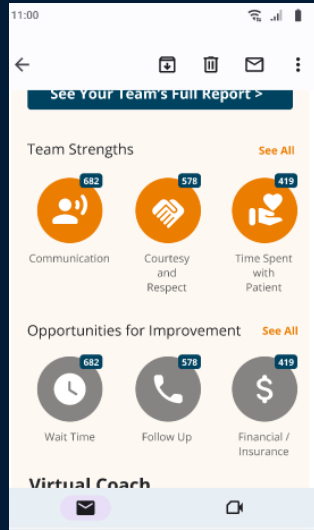 11:00
See Your Team's Full Report >
Team Strengths
See All
682
578
419
Communication
Courtesy
and
Respect
Time Spent
with
Patient
Opportunities for Improvement
See All
682
578
419
Wait Time
Follow Up
Financial /
Insurance
Virtual Coach